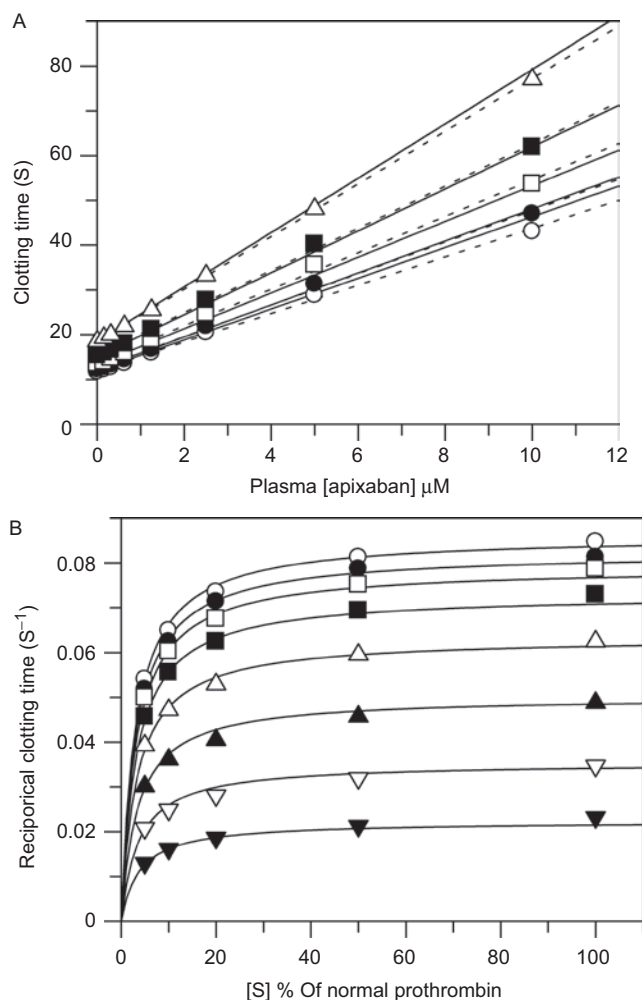 A
Clotting time (S)
80
60
40
20
0
0 2 4 6 8 10 12
Plasma [apixaban] μM
B
Reciporical clotting time (S–1)
0.08
0.06
0.04
0.02
0
0 20 40 60 80 100
[S] % Of normal prothrombin